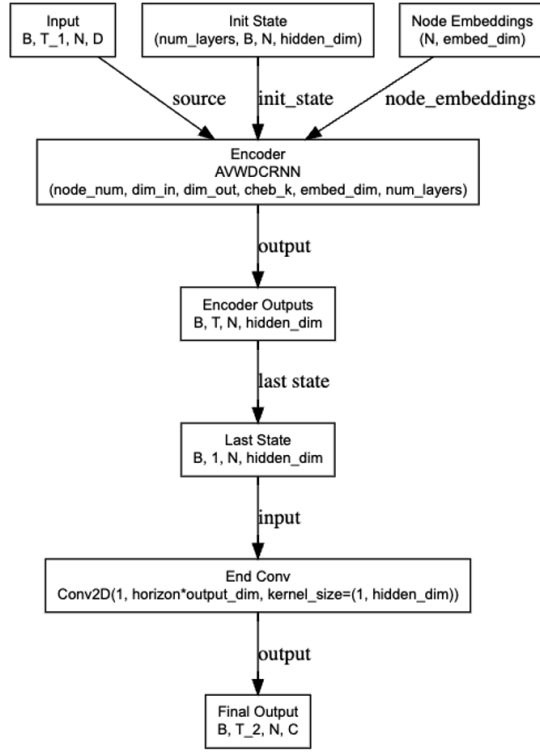 Input
B, T_1, N, D
Init State
(num_layers, B, N, hidden_dim)
Node Embeddings
(N, embed_dim)
source
init_state
node_embeddings
Encoder
AVWDCRNN
(node_num, dim_in, dim_out, cheb_k, embed_dim, num_layers)
output
Encoder Outputs
B, T, N, hidden_dim
last state
Last State
B, 1, N, hidden_dim
input
End Conv
Conv2D(1, horizon*output_dim, kernel_size=(1, hidden_dim))
output
Final Output
B, T_2, N, C